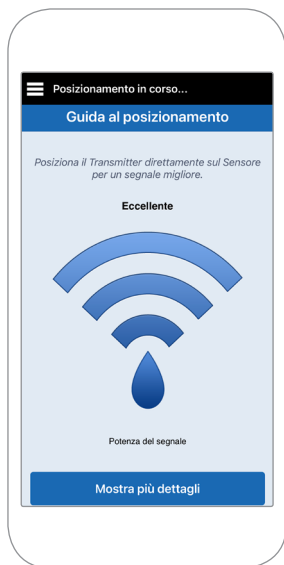 Posizionamento in corso...
Guida al posizionamento
Posiziona il Transmitter direttamente sul Sensore
per un segnale migliore.
Eccellente
Potenza del segnale
Mostra più dettagli